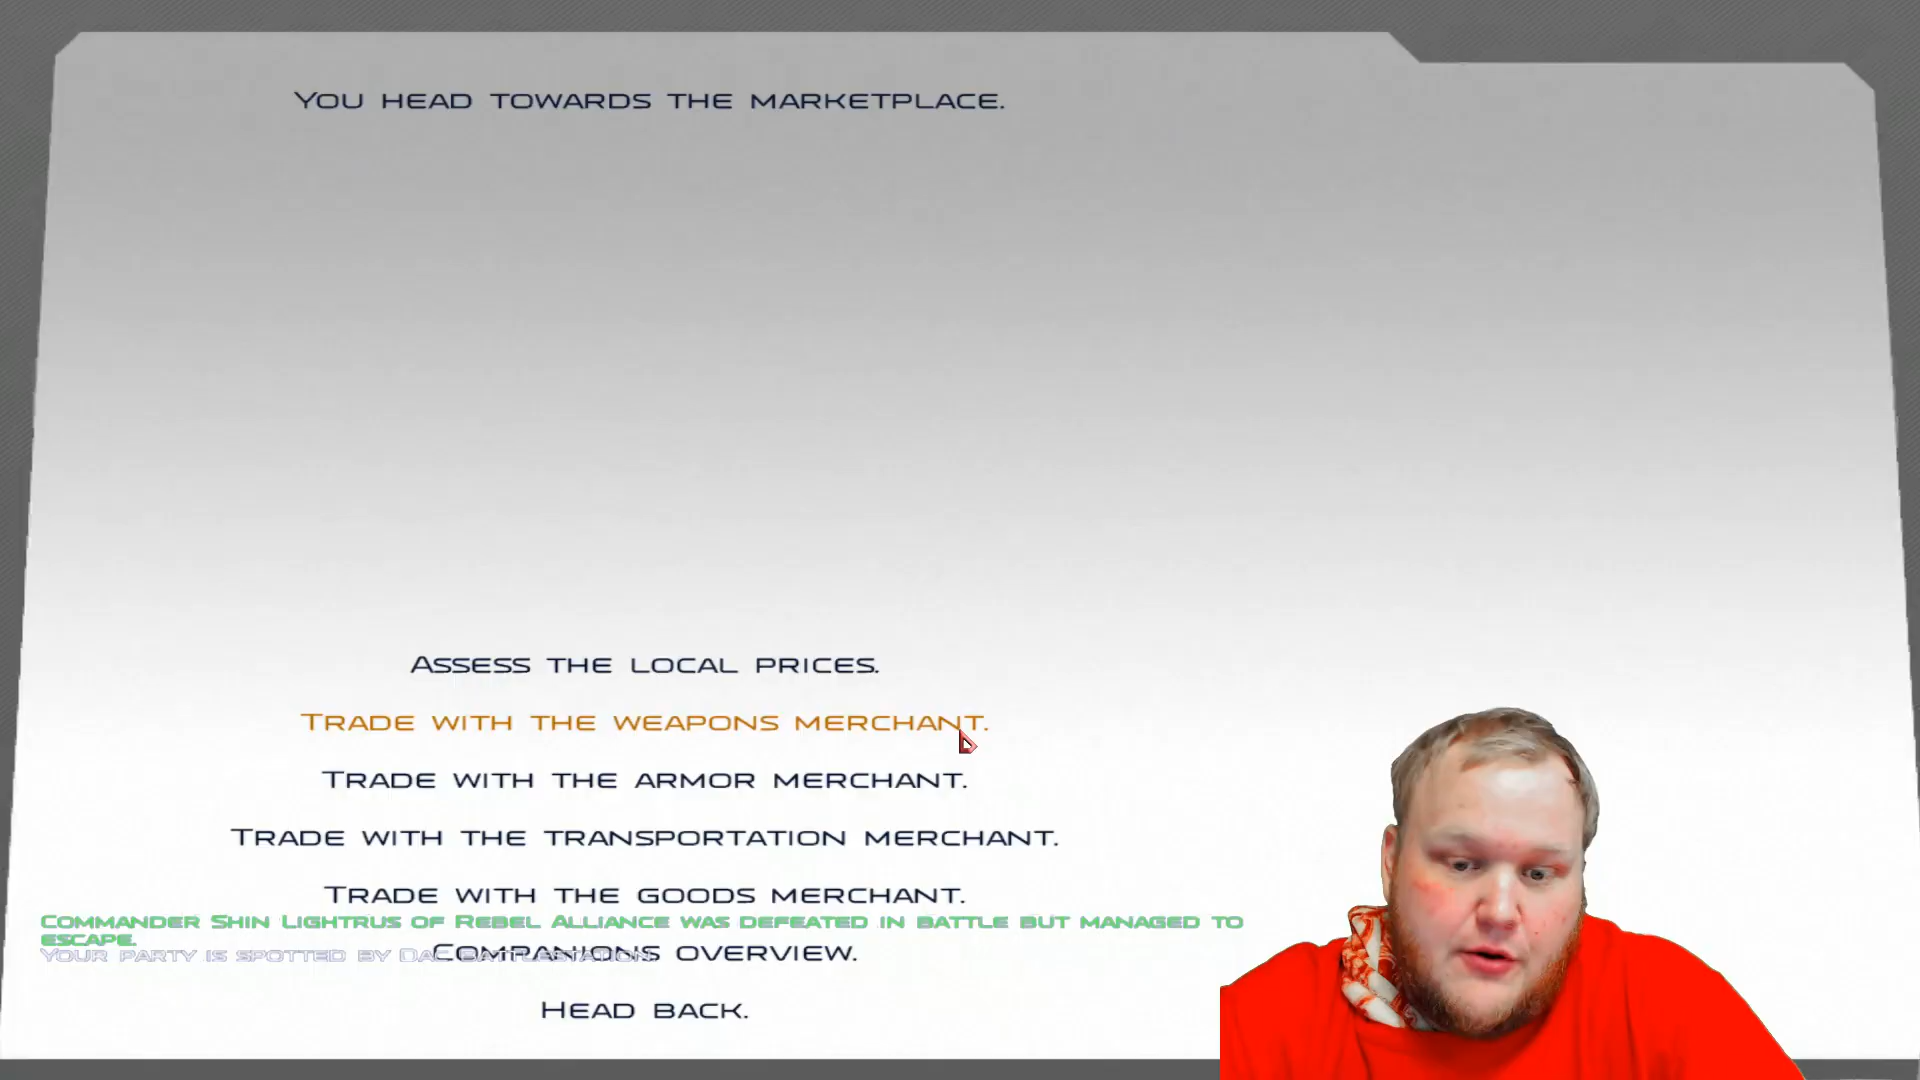 You head towards the marketplace.
Assess the local prices.
Trade with the weapons merchant.
Trade with the armor merchant.
Trade with the transportation merchant.
Trade with the goods merchant.
Commander Shin Lightrus of Rebel Alliance was defeated in battle but managed to
escape.
Your party is spotted by
Companions overview.
Head back.